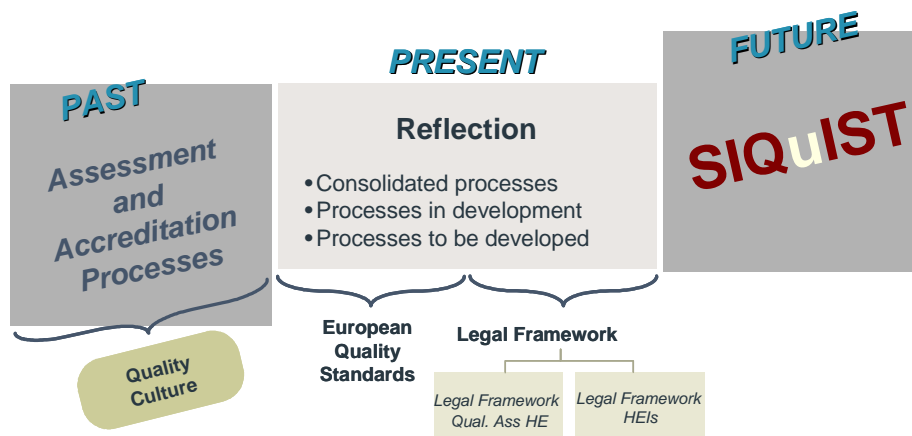 PAST
Assessment
and
Accreditation
Processes
Quality
Culture
PRESENT
Reflection
•Consolidated processes
•Processes in development
•Processes to be developed
European
Quality
Standards
Legal Framework
Legal Framework
Qual. Ass HE
Legal Framework
HEIs
FUTURE
SIQuIST